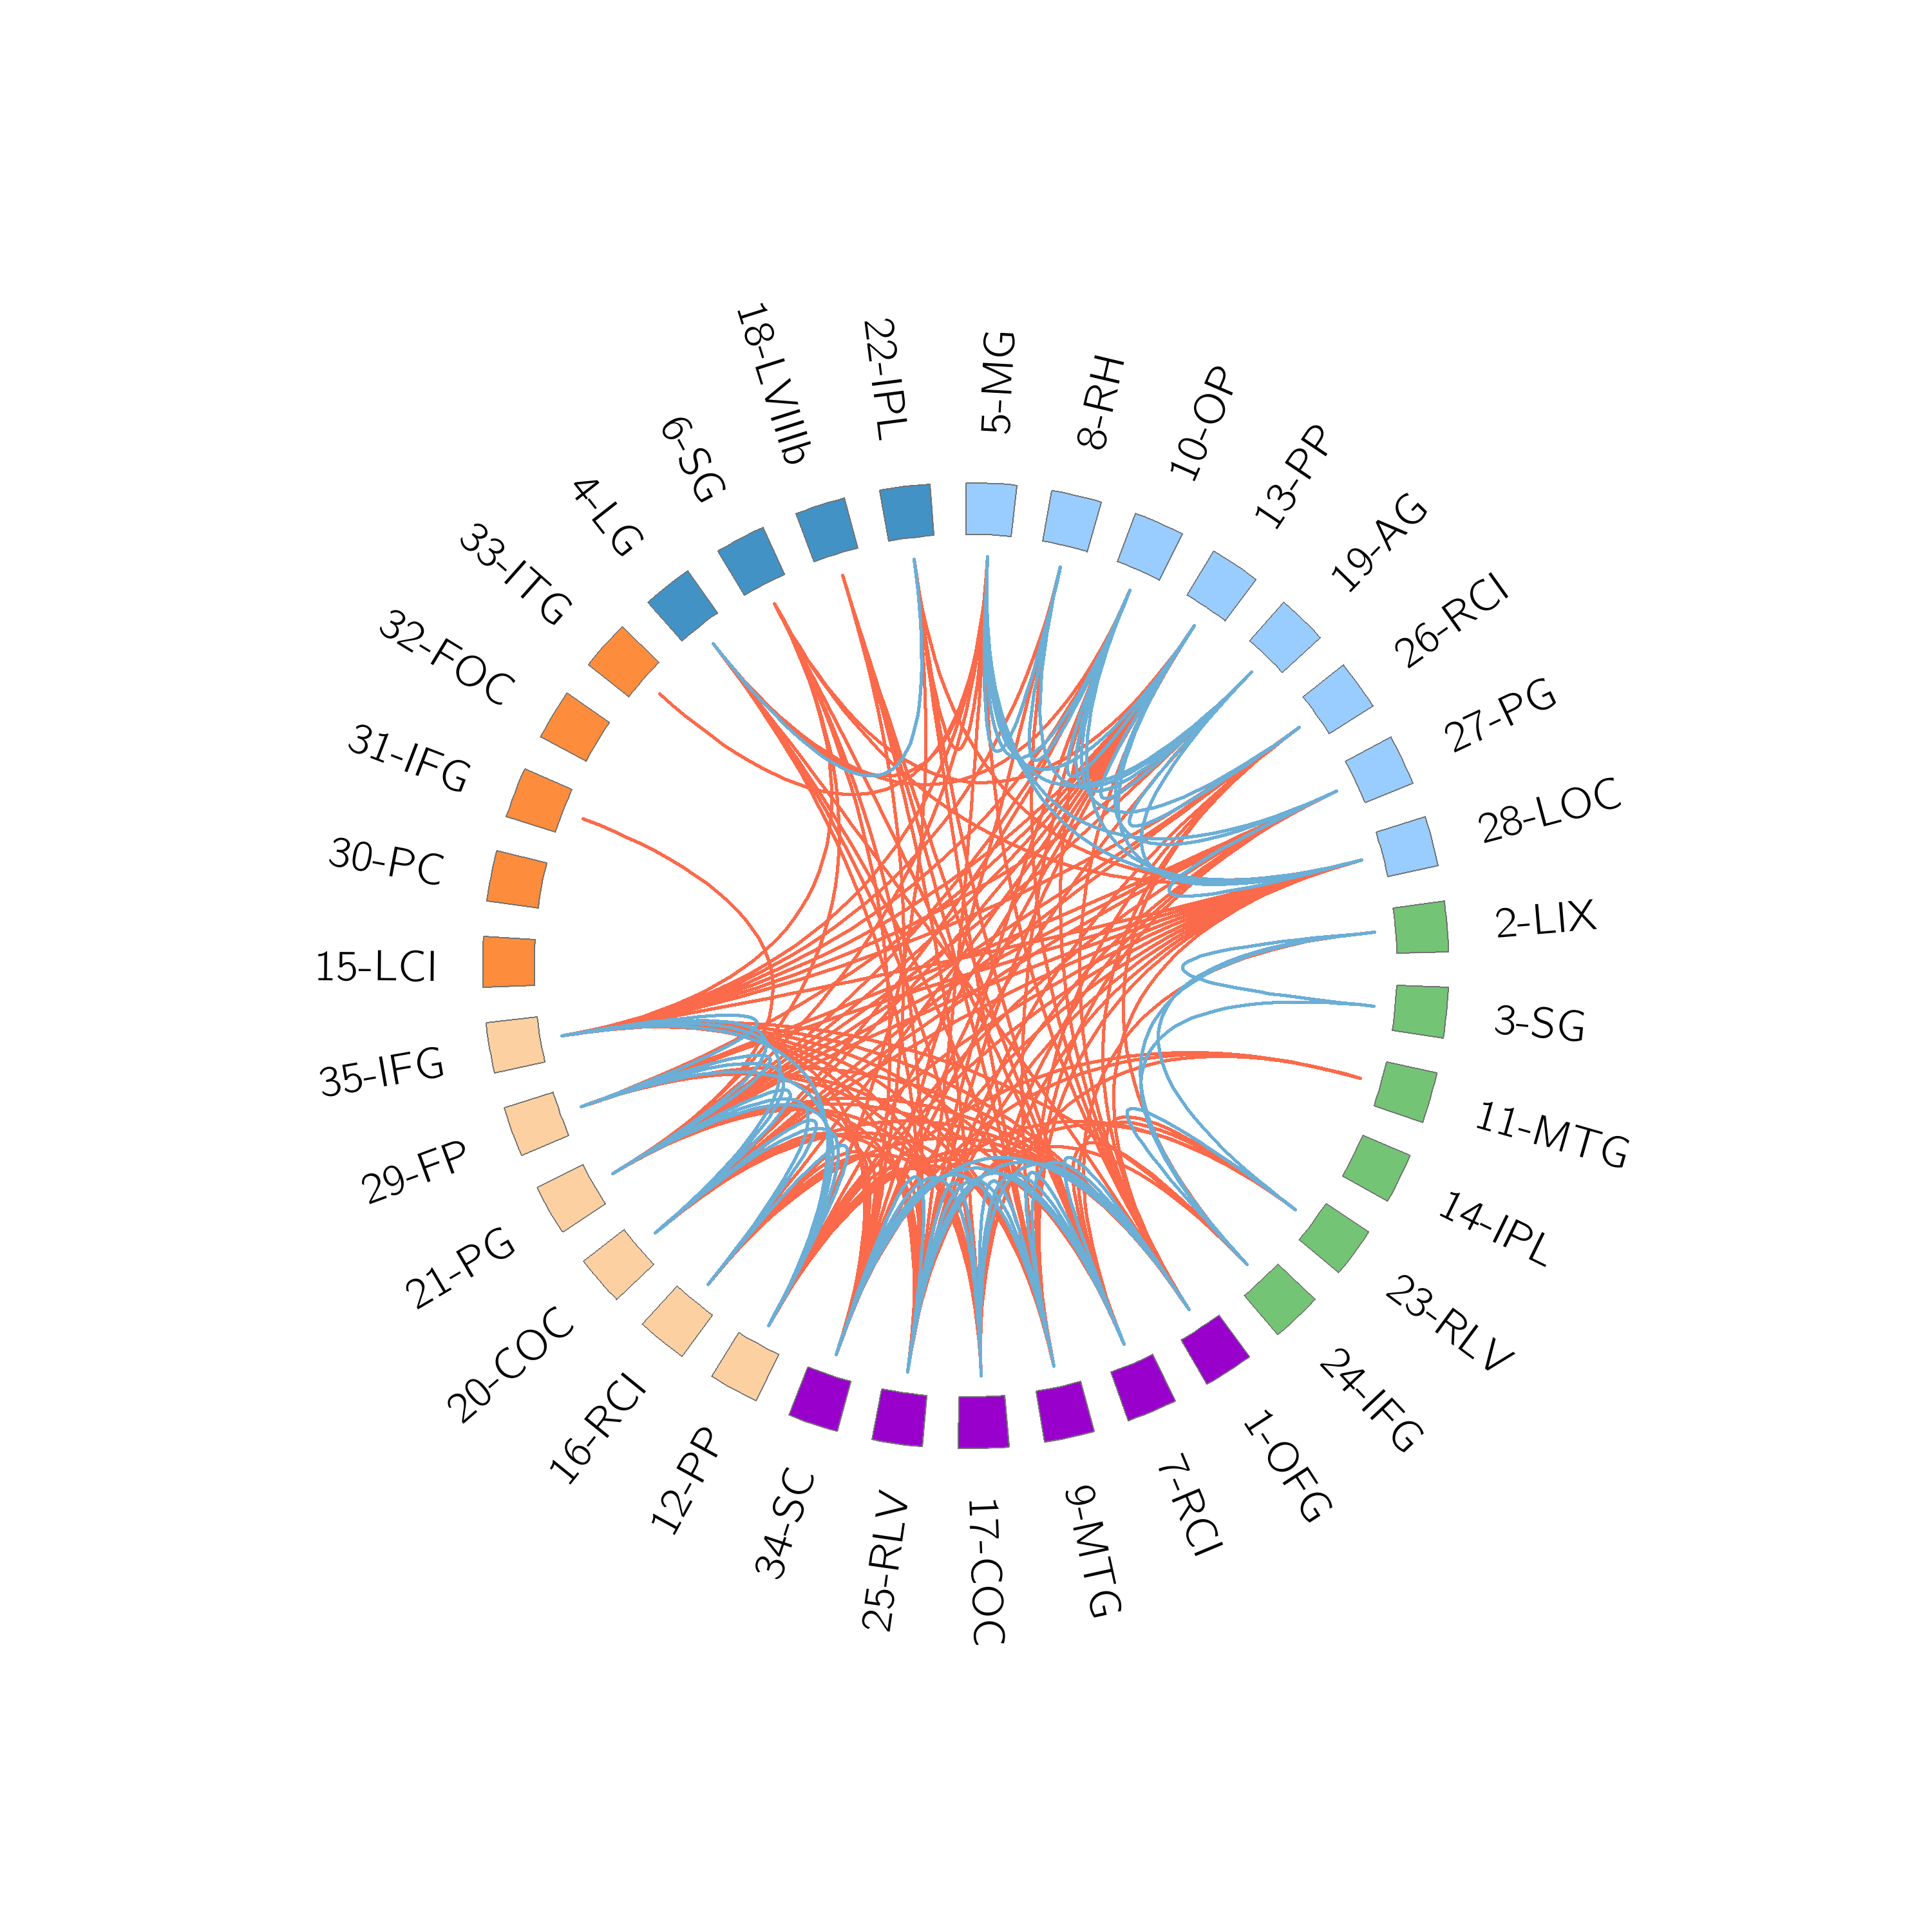 5-MG
8-RH
10-OP
13-PP
19-AG
26-RCI
27-PG
28-LOC
2-LIX
3-SG
11-MTG
14-IPL
23-RLV
24-IFG
1-OFG
7-RCI
9-MTG
17-COC
25-RLV
34-SC
12-PP
16-RCI
20-COC
21-PG
29-FP
35-IFG
15-LCI
30-PC
31-IFG
32-FOC
33-ITG
4-LG
6-SG
18-LVIIIb
22-IPL